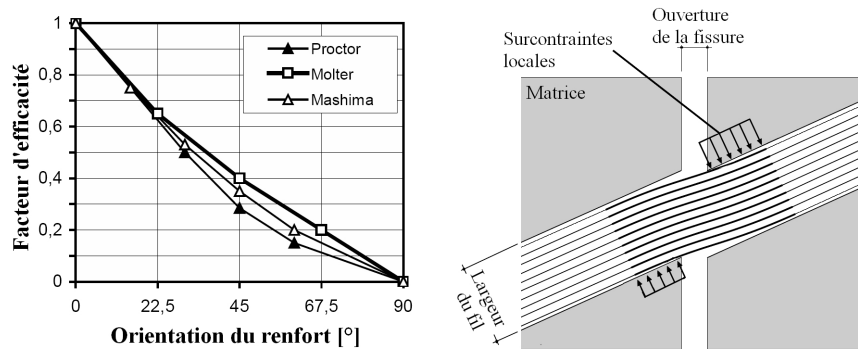 1
0,8
0,6
0,4
0,2
0
Facteur d'efficacité
Proctor
Molter
Mashima
0
22,5
45
67,5
90
Orientation du renfort [°]
Ouverture
de la fissure
Surcontraintes
locales
Matrice
Largeur
du fil